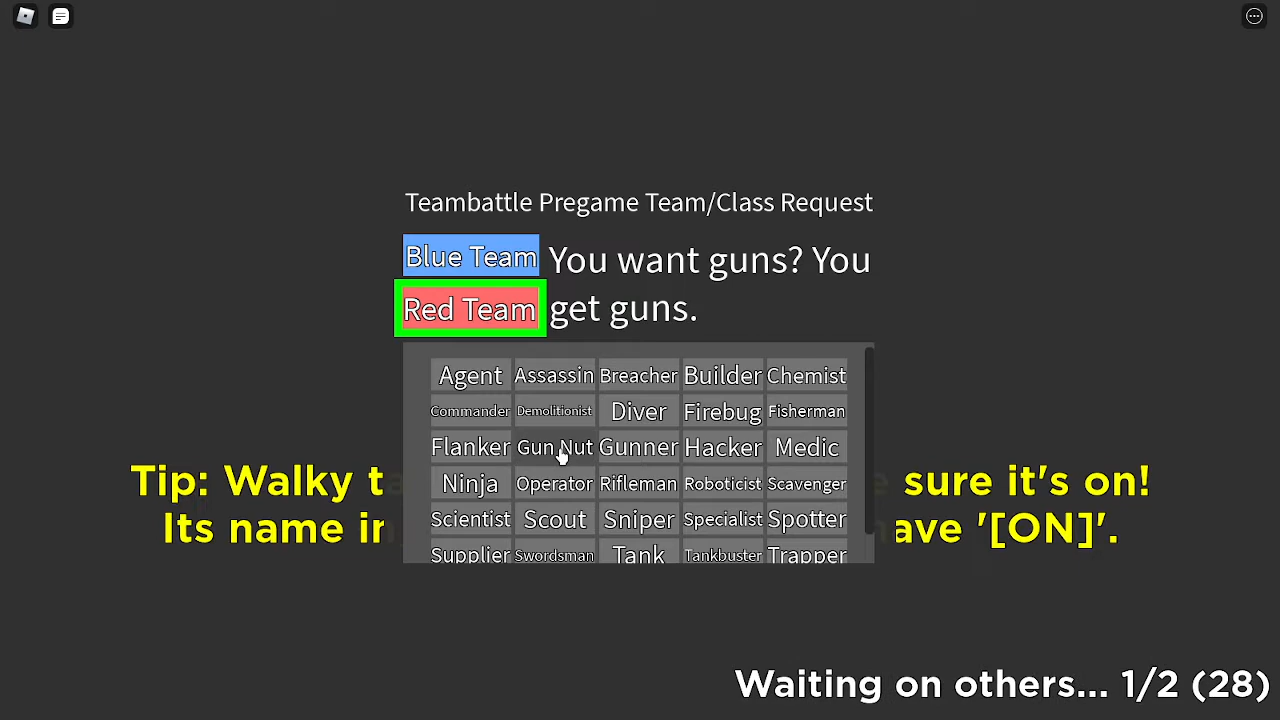 Teambattle Pregame Team/Class Request
Blue Team
You want guns? You
Red Team
get guns.
Agent Assassin Breacher Builder Chemist
Commander Demolitionist Diver Firebug Fisherman
Flanker Gun Nut Gunner Hacker Medic
Tip: Walky ta sure it's on!
Ninja Operator Rifleman Roboticist Scavenger
Scientist Scout Sniper Specialist Spotter
Its name in ave '[ON]'.
Supplier Swordsman Tank Tankbuster Trapper
Waiting on others... 1/2 (28)